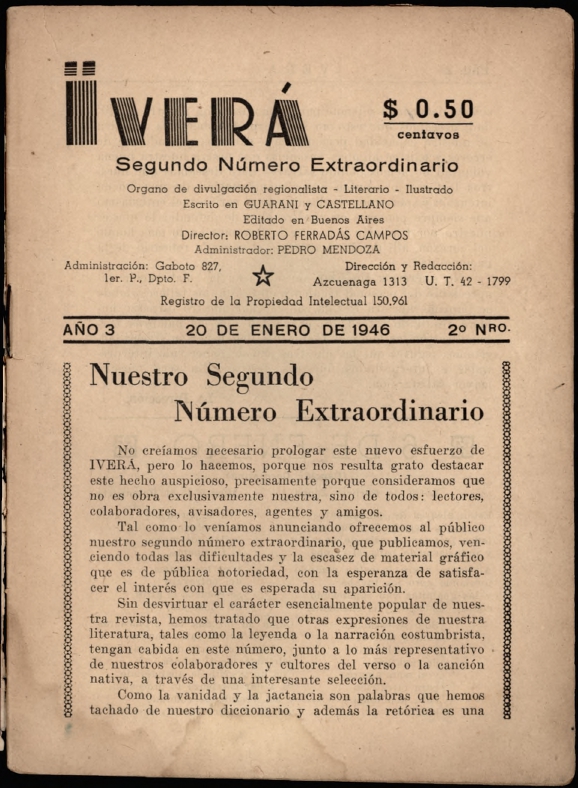 ÏVERÁ
$ 0.50
centavos
Segundo Número Extraordinario
Organo de divulgación regionalista - Literario - Ilustrado
Escrito en GUARANI y CASTELLANO
Editado en Buenos Aires
Director: ROBERTO FERRADÁS CAMPOS
Administrador: PEDRO MENDOZA
Administración: Gaboto 827,
1er. P., Dpto. F.
Dirección y Redacción:
Azcuenaga 1313 U. T. 42 - 1799
Registro de la Propiedad Intelectual 150.961
AÑO 3 20 DE ENERO DE 1946 2º NRO.
Nuestro Segundo
Número Extraordinario
No creíamos necesario prologar este nuevo esfuerzo de
IVERÁ, pero lo hacemos, porque nos resulta grato destacar
este hecho auspicioso, precisamente porque consideramos que
no es obra exclusivamente nuestra, sino de todos: lectores,
colaboradores, avisadores, agentes y amigos.
Tal como lo veníamos anunciando ofrecemos al público
nuestro segundo número extraordinario, que publicamos, ven-
ciendo todas las dificultades y la escasez de material gráfico
que es de pública notoriedad, con la esperanza de satisfa-
cer el interés con que es esperada su aparición.
Sin desvirtuar el carácter esencialmente popular de nues-
tra revista, hemos tratado que otras expresiones de nuestra
literatura, tales como la leyenda o la narración costumbrista,
tengan cabida en este número, junto a lo más representativo
de nuestros colaboradores y cultores del verso o la canción
nativa, a través de una interesante selección.
Como la vanidad y la jactancia son palabras que hemos
tachado de nuestro diccionario y además la retórica es una